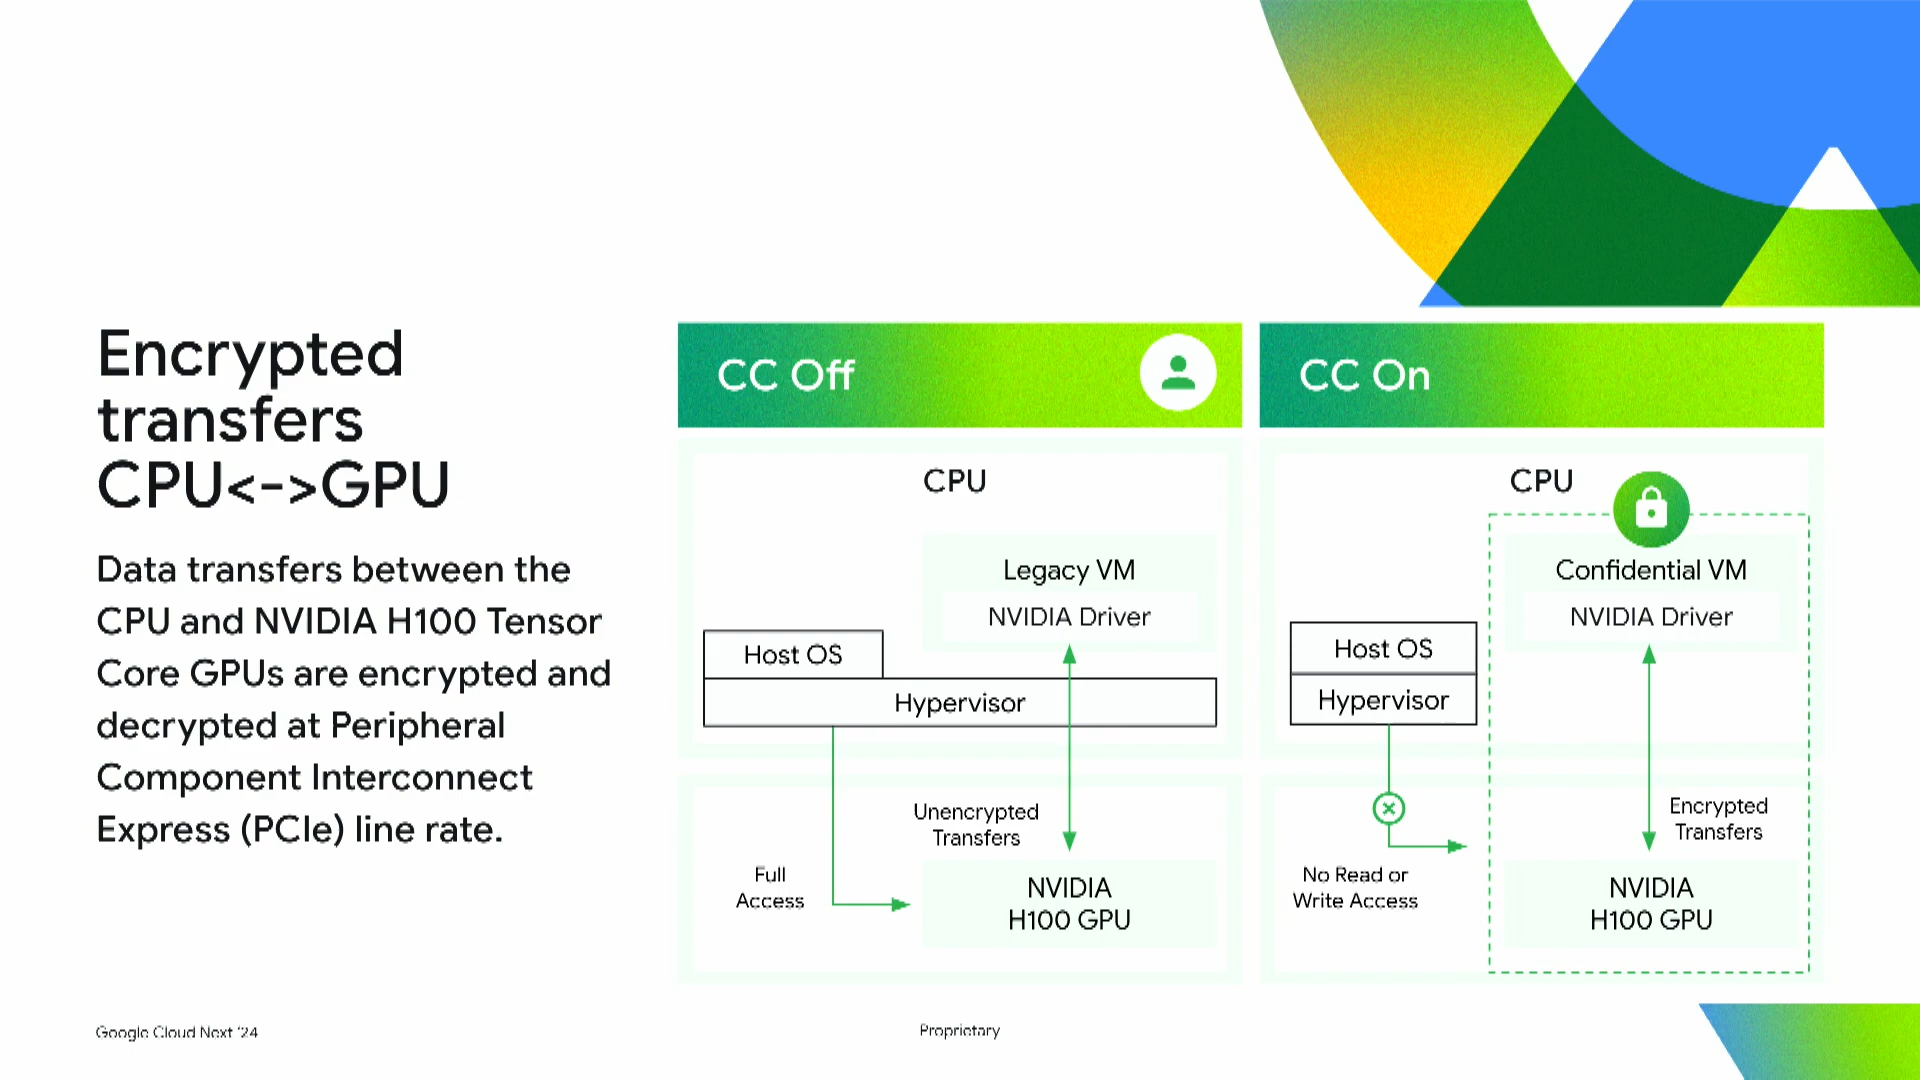 Encrypted
transfers
CPU<->GPU
Data transfers between the
CPU and NVIDIA H100 Tensor
Core GPUs are encrypted and
decrypted at Peripheral
Component Interconnect
Express (PCIe) line rate.
CC Off
CPU
Legacy VM
NVIDIA Driver
Host OS
Hypervisor
Unencrypted
Transfers
Full
Access
NVIDIA
H100 GPU
CC On
CPU
Confidential VM
NVIDIA Driver
Host OS
Hypervisor
Encrypted
Transfers
No Read or
Write Access
NVIDIA
H100 GPU
Google Cloud Next '24
Proprietary